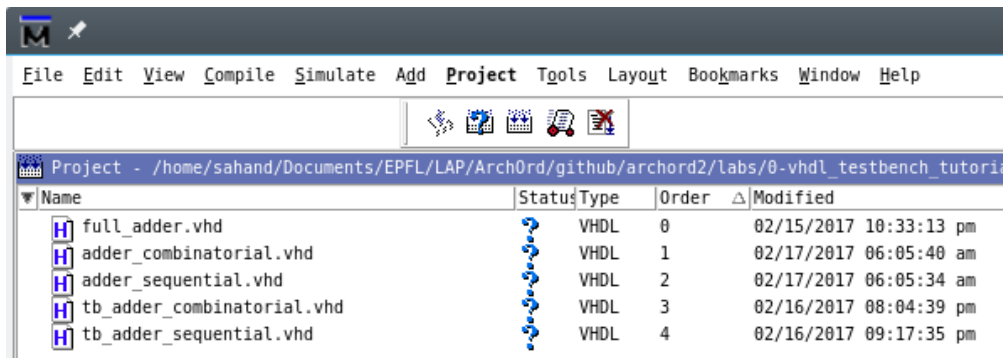 M
File Edit View Compile Simulate Add Project Tools Layout Bookmarks Window Help
Project - /home/sahand/Documents/EPFL/LAP/ArchOrd/github/archord2/labs/0-vhdl_testbench_tutoria
Name Status Type Order Modified
full_adder.vhd ? VHDL 0 02/15/2017 10:33:13 pm
adder_combinatorial.vhd ? VHDL 1 02/17/2017 06:05:40 am
adder_sequential.vhd ? VHDL 2 02/17/2017 06:05:34 am
tb_adder_combinatorial.vhd ? VHDL 3 02/16/2017 08:04:39 pm
tb_adder_sequential.vhd ? VHDL 4 02/16/2017 09:17:35 pm